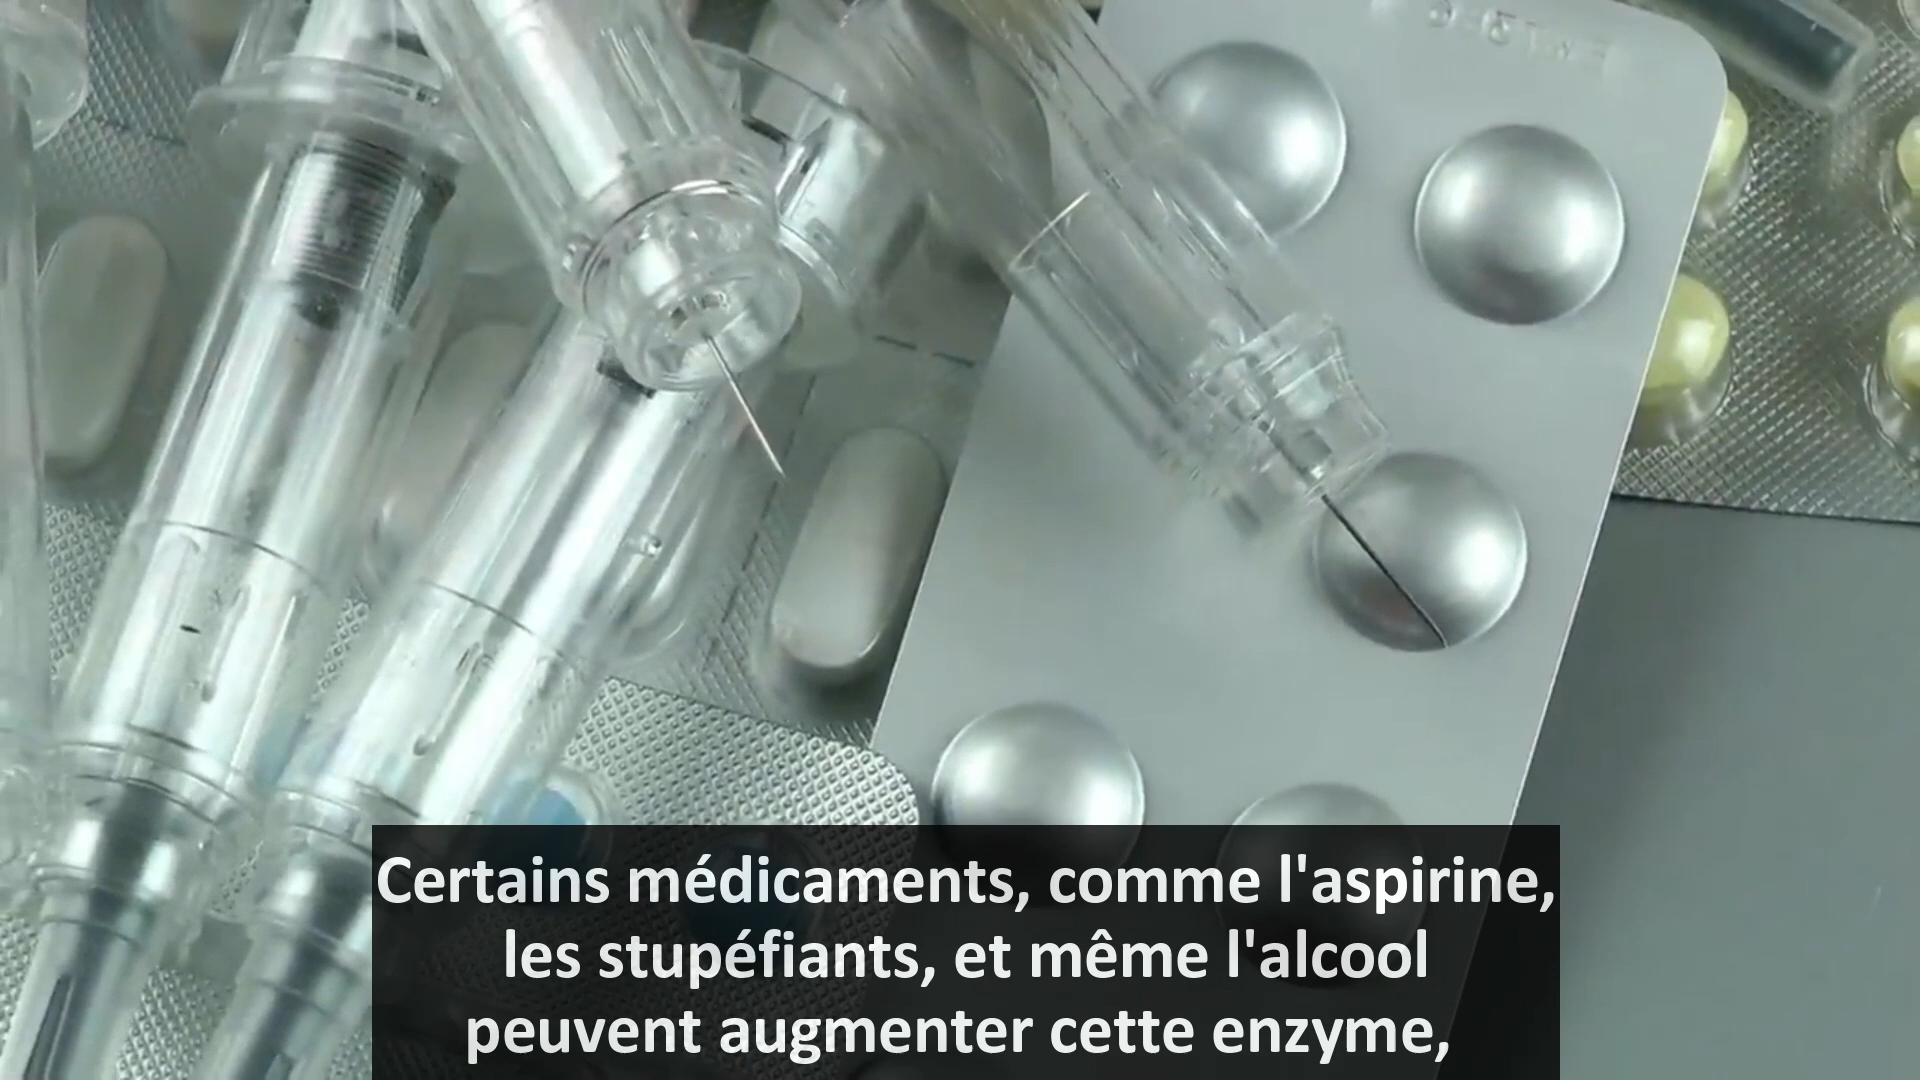 Certains médicaments, comme l'aspirine,
les stupéfiants, et même l'alcool
peuvent augmenter cette enzyme,